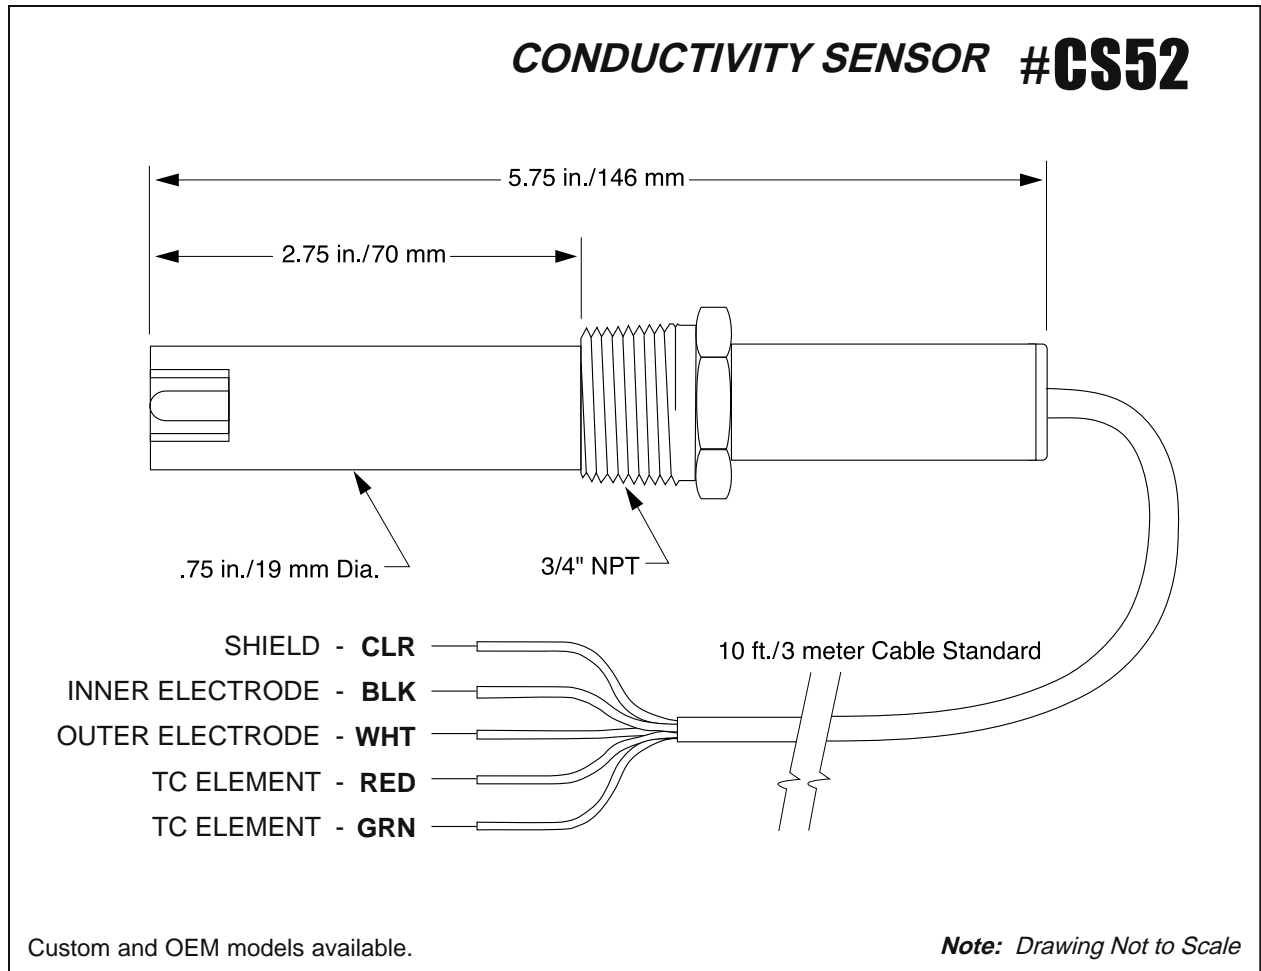 CONDUCTIVITY SENSOR #CS52
5.75 in./146 mm
2.75 in./70 mm
.75 in./19 mm Dia.
3/4" NPT
SHIELD - CLR
INNER ELECTRODE - BLK
OUTER ELECTRODE - WHT
TC ELEMENT - RED
TC ELEMENT - GRN
10 ft./3 meter Cable Standard
Custom and OEM models available.
Note: Drawing Not to Scale